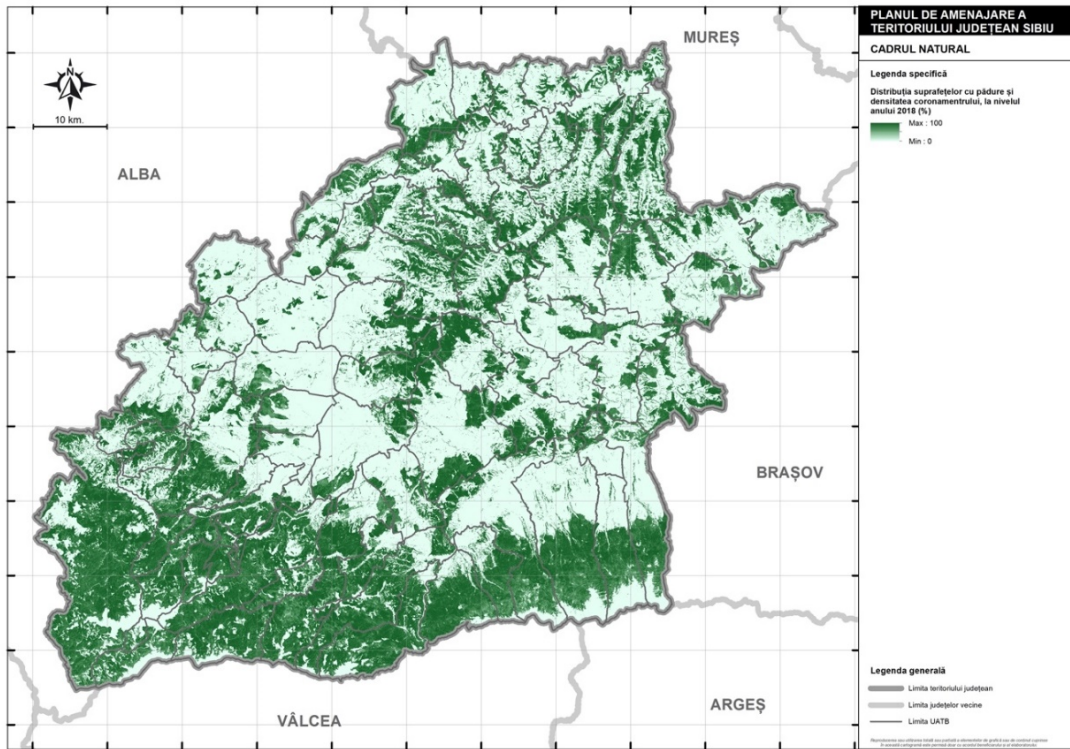 PLANUL DE AMENAJARE A
TERITORIULUI JUDEȚEAN SIBIU
CADRUL NATURAL
Legenda specifică
Distribuția suprafețelor cu pădure și
densitatea coronamentrului, la nivelul
anului 2018 (%)
Max : 100
Min : 0
MUREȘ
N
10 km.
ALBA
BRAȘOV
ARGEȘ
VÂLCEA
Legenda generală
Limita teritoriului județean
Limita județelor vecine
Limita UATB